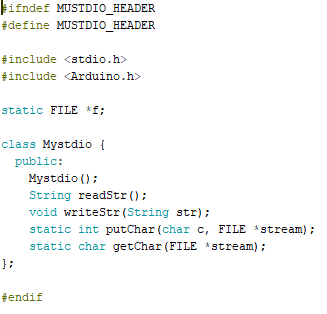 #ifndef MUSTDIO_HEADER
#define MUSTDIO_HEADER

#include <stdio.h>
#include <Arduino.h>

static FILE *f;

class Mystdio {
  public:
    Mystdio();
    String readStr();
    void writeStr(String str);
    static int putChar(char c, FILE *stream);
    static char getChar(FILE *stream);
};

#endif